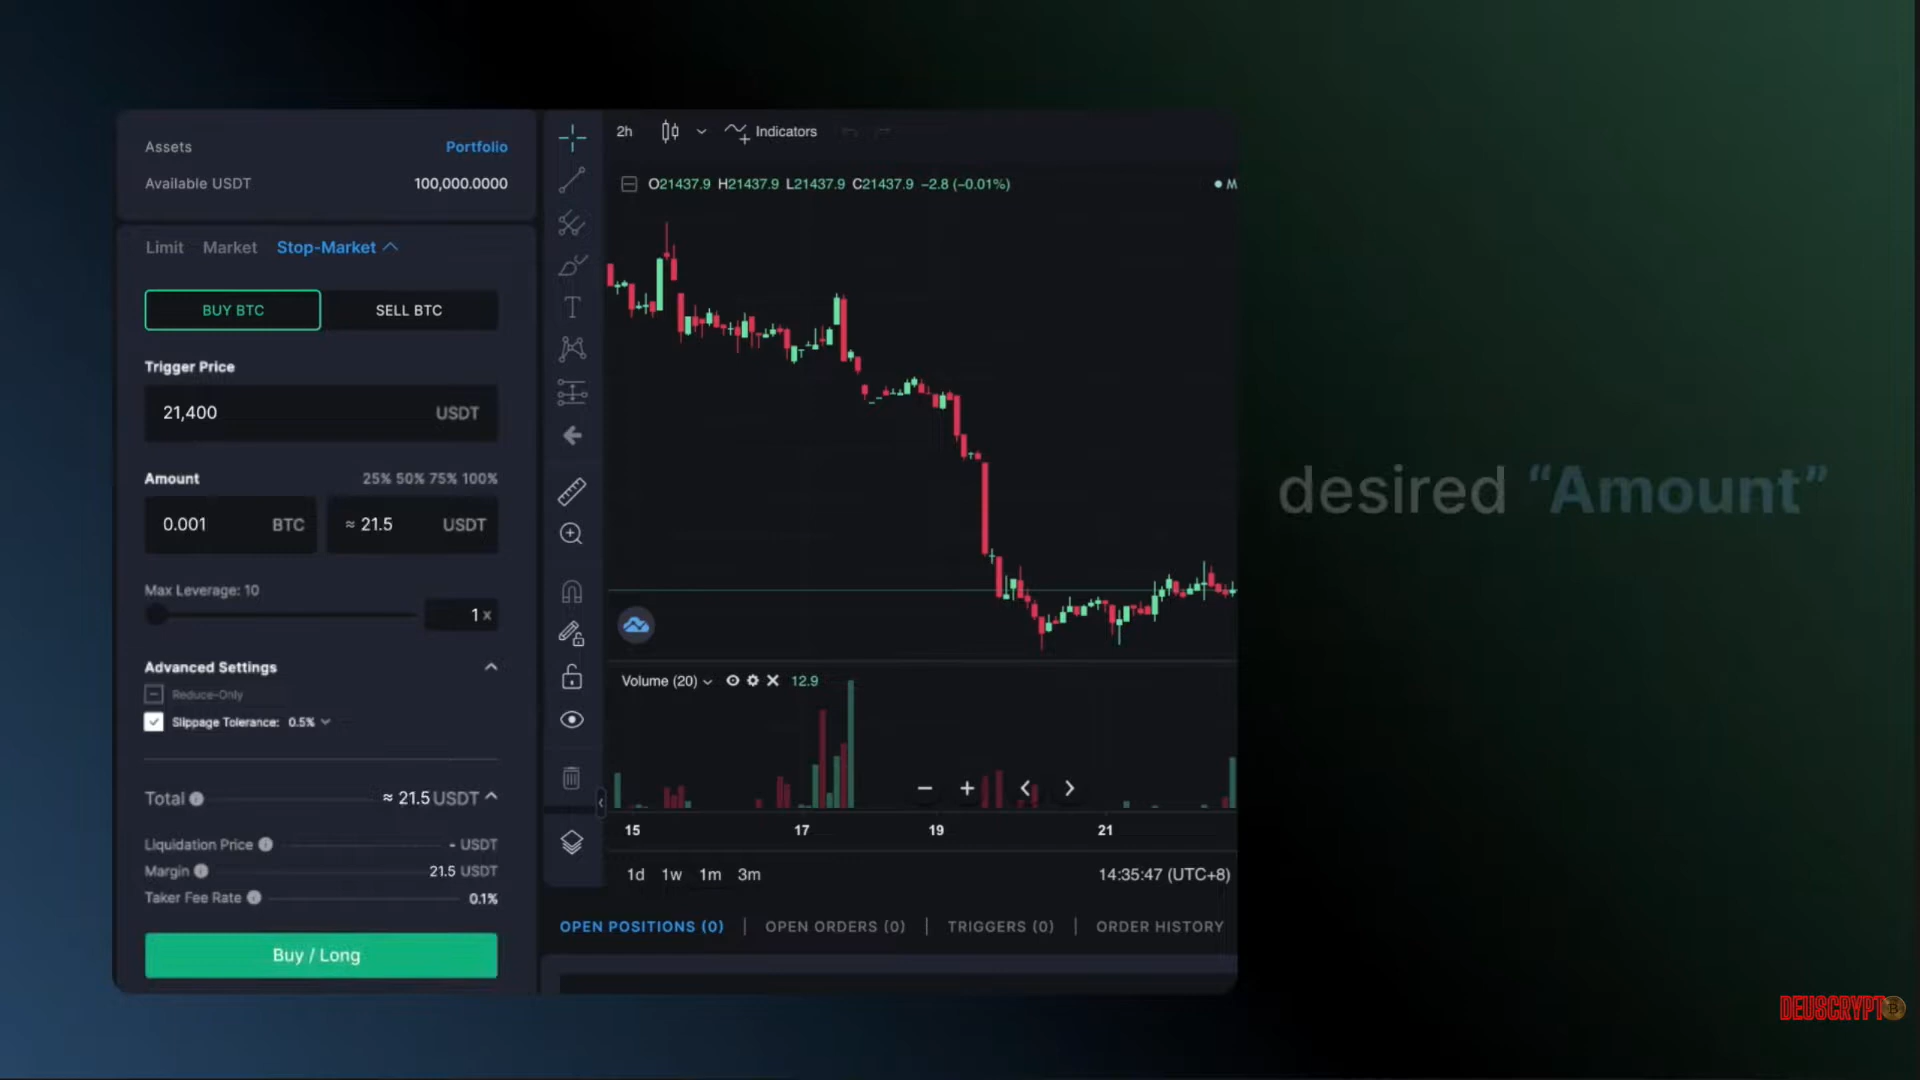 Assets Portfolio
Available USDT 100,000.0000
Limit Market Stop-Market
BUY BTC SELL BTC
Trigger Price
21,400 USDT
Amount 25% 50% 75% 100%
0.001 BTC ≈ 21.5 USDT
Max Leverage: 10
1 x
Advanced Settings
Reduce-Only
Slippage Tolerance: 0.5%
Total ≈ 21.5 USDT
Liquidation Price - USDT
Margin 21.5 USDT
Taker Fee Rate 0.1%
Buy / Long
2h Indicators
O21437.9 H21437.9 L21437.9 C21437.9 −2.8 (−0.01%)
M
Volume (20) 12.9
15 17 19 21
1d 1w 1m 3m 14:35:47 (UTC+8)
OPEN POSITIONS (0) | OPEN ORDERS (0) | TRIGGERS (0) | ORDER HISTORY
desired “Amount”
DEUSCRYPT